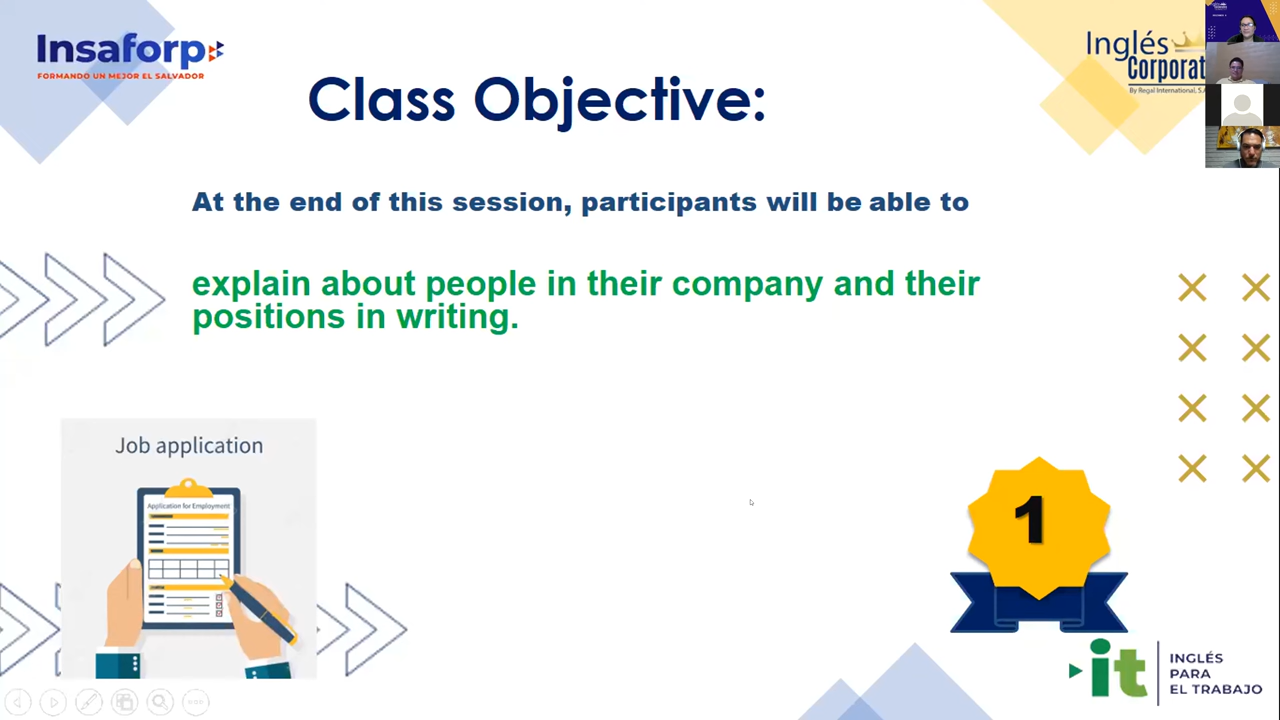 Insaforp
FORMANDO UN MEJOR EL SALVADOR
Inglés
Corporat
By Regal International, S.A
Class Objective:
At the end of this session, participants will be able to
explain about people in their company and their
positions in writing.
Job application
Application for Employment
1
it
INGLÉS
PARA
EL TRABAJO